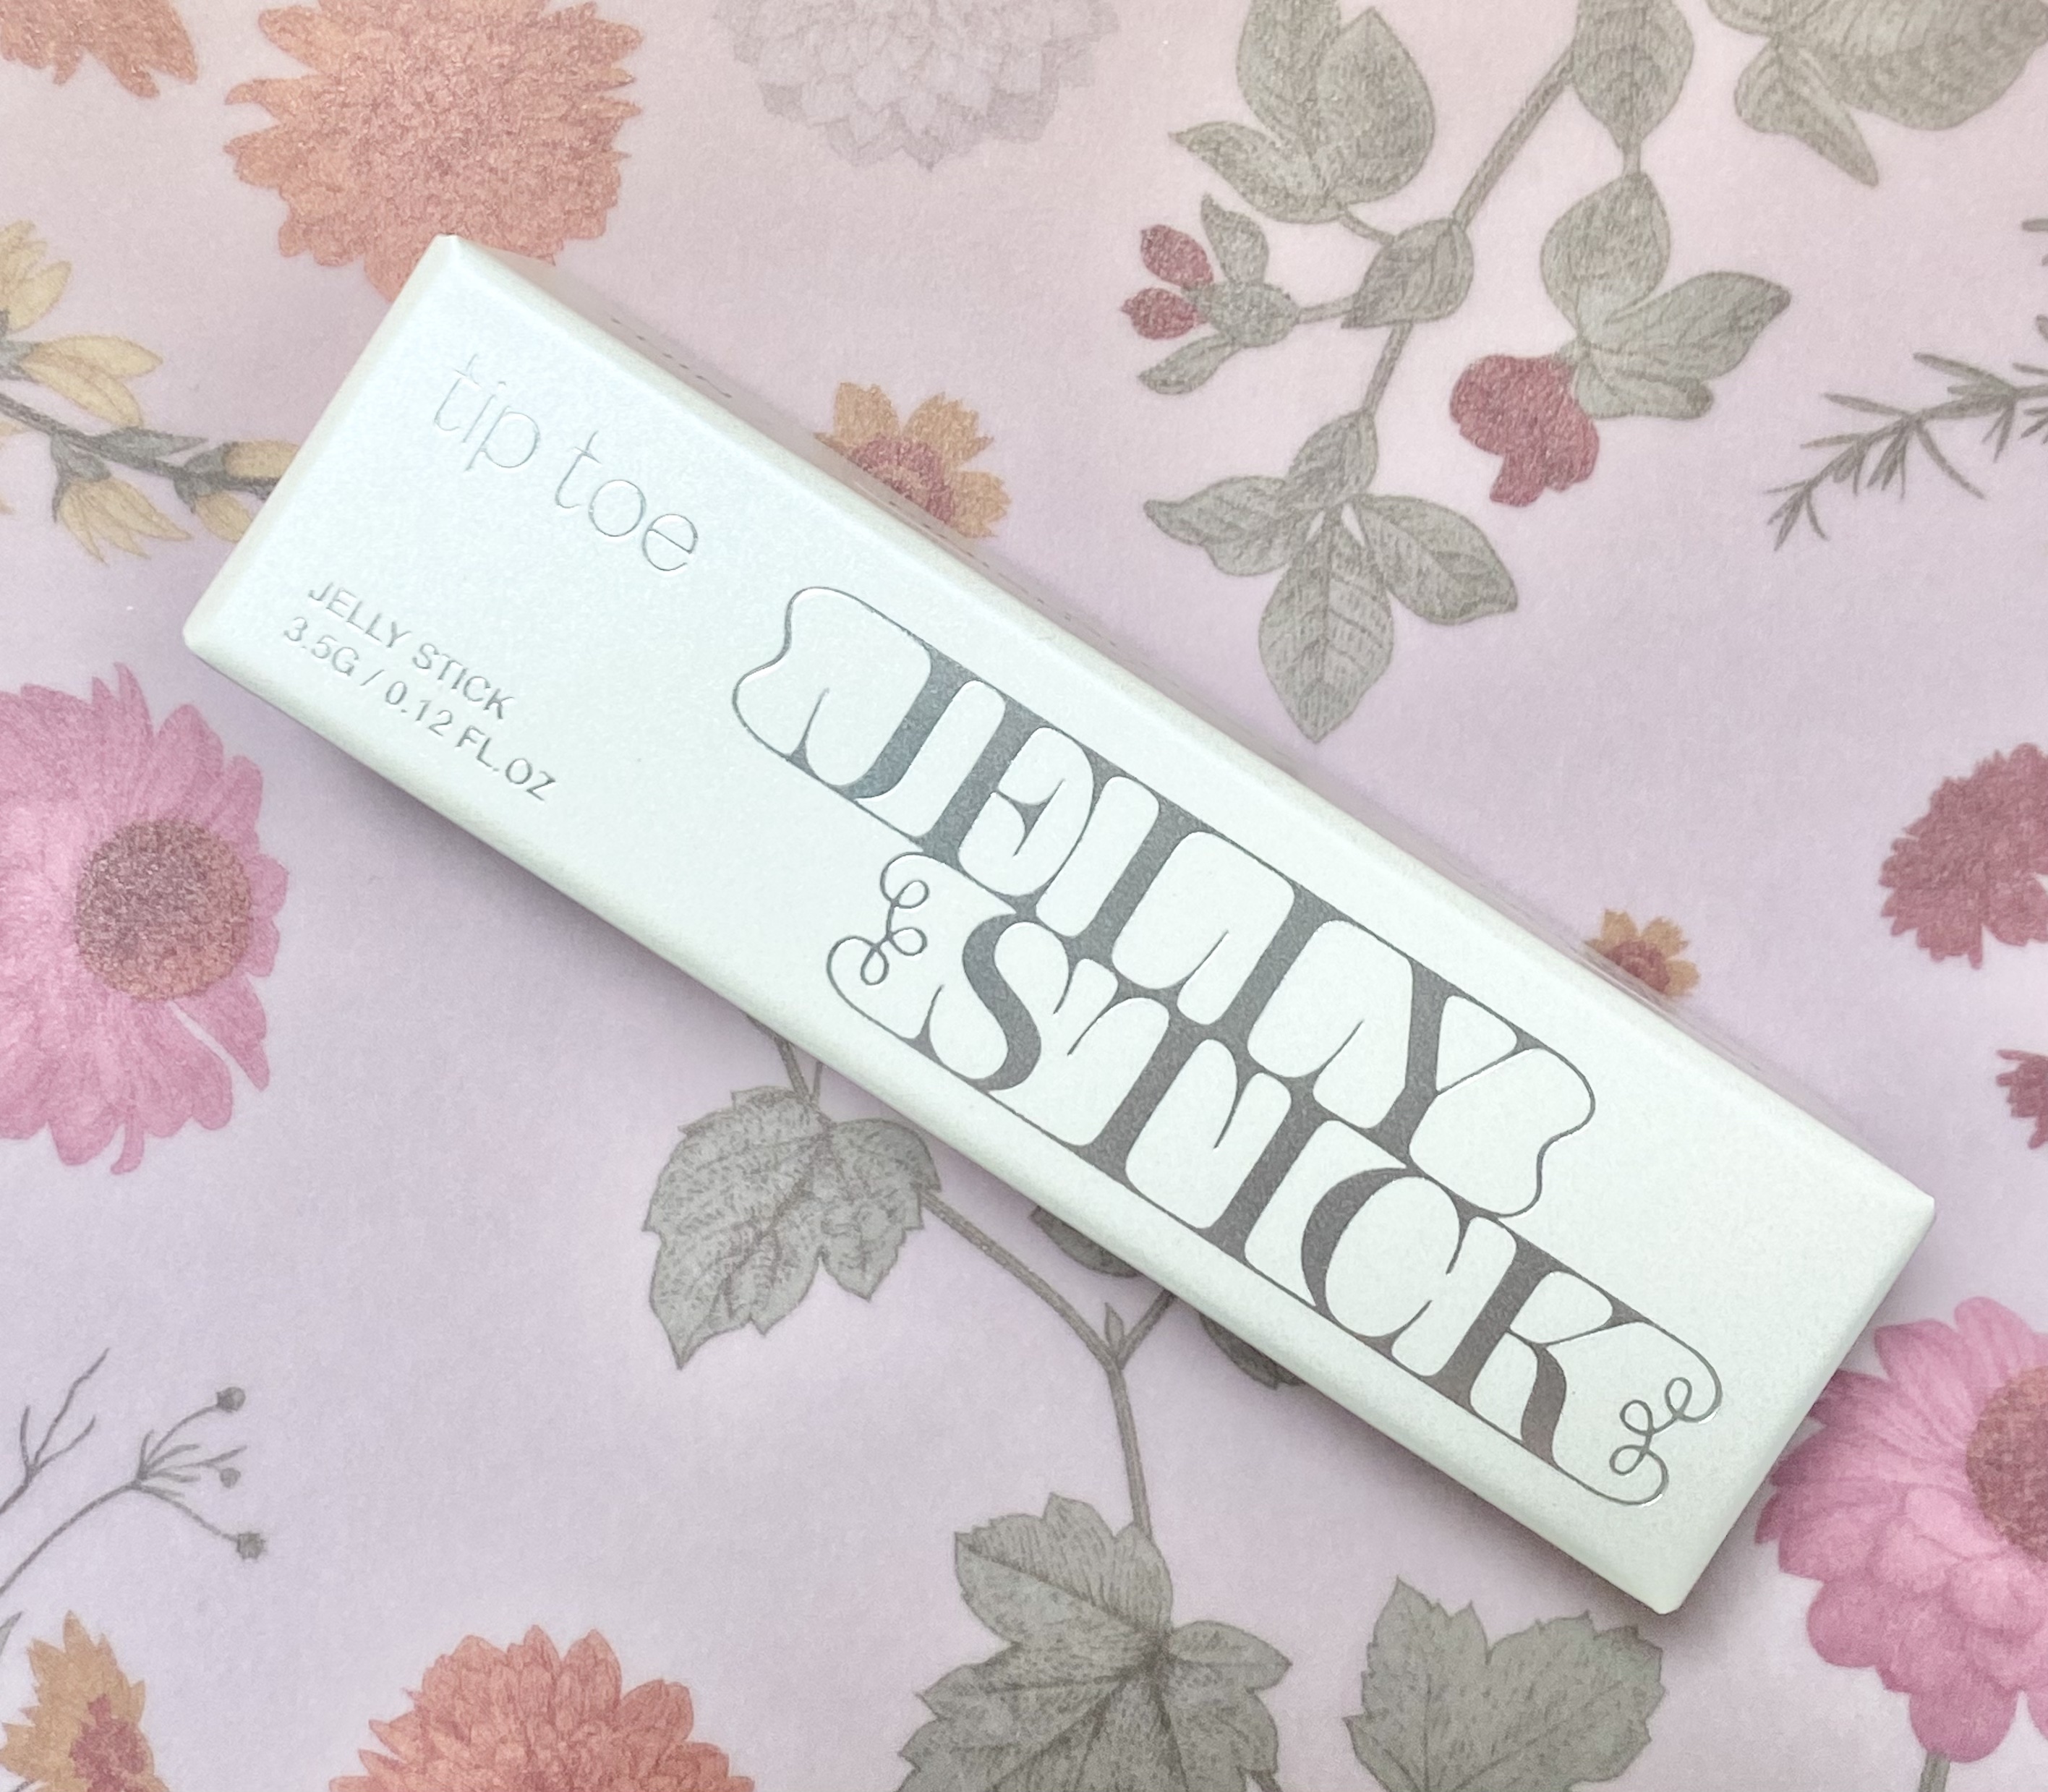 tip toe
JELLY STICK
3.5G / 0.12 FL.OZ
JELLY
STICK